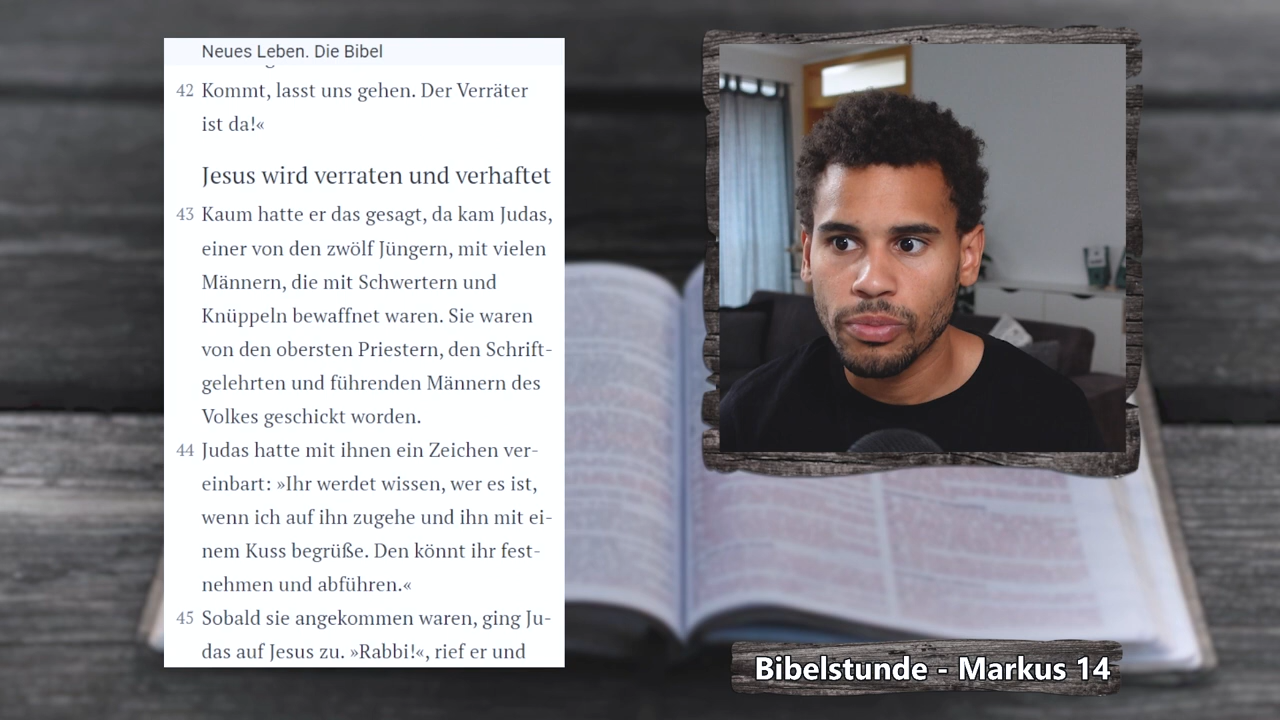 Neues Leben. Die Bibel
42 Kommt, lasst uns gehen. Der Verräter
ist da!«
Jesus wird verraten und verhaftet
43 Kaum hatte er das gesagt, da kam Judas,
einer von den zwölf Jüngern, mit vielen
Männern, die mit Schwertern und
Knüppeln bewaffnet waren. Sie waren
von den obersten Priestern, den Schrift-
gelehrten und führenden Männern des
Volkes geschickt worden.
44 Judas hatte mit ihnen ein Zeichen ver-
einbart: »Ihr werdet wissen, wer es ist,
wenn ich auf ihn zugehe und ihn mit ei-
nem Kuss begrüße. Den könnt ihr fest-
nehmen und abführen.«
45 Sobald sie angekommen waren, ging Ju-
das auf Jesus zu. »Rabbi!«, rief er und
Bibelstunde - Markus 14